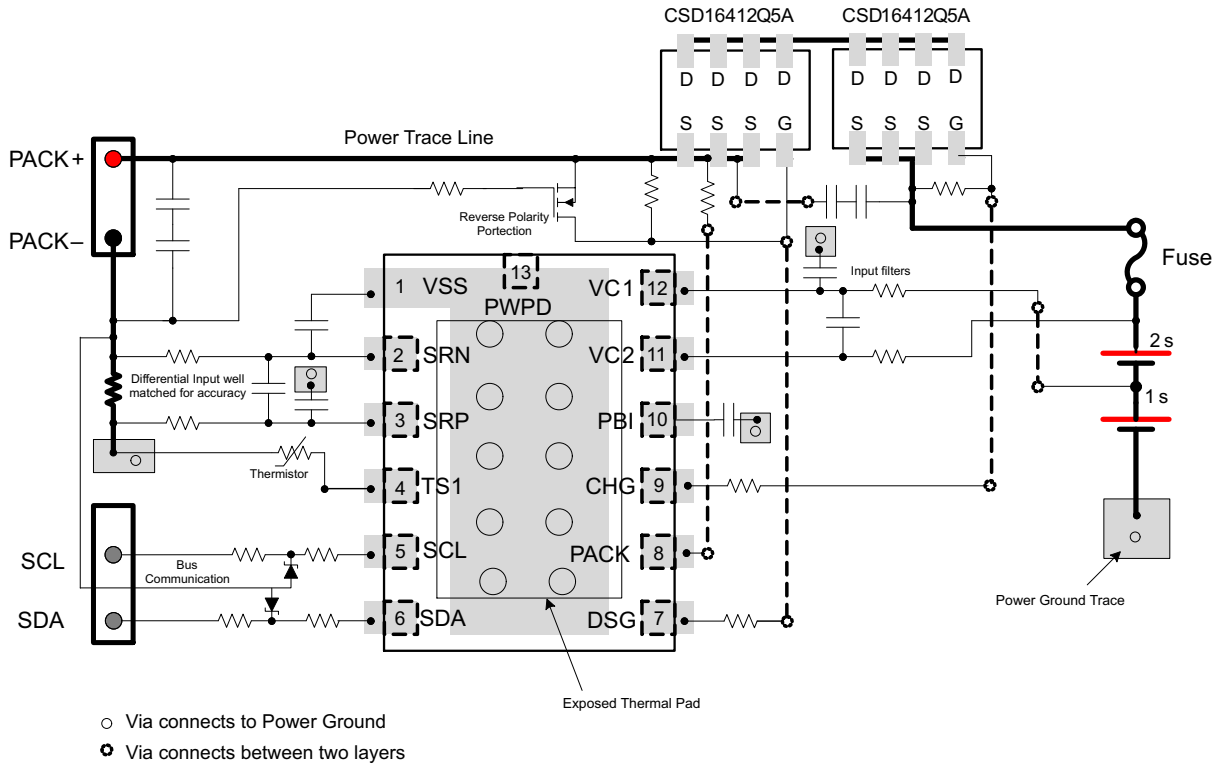 CSD16412Q5A
CSD16412Q5A
D D D D
D D D D
S S S G
S S S G
Power Trace Line
PACK+
PACK–
Reverse Polarity
Portection
Fuse
Input filters
1 VSS
13
PWPD
VC1 12
2 SRN
VC2 11
2 s
1 s
Differential Input well
matched for accuracy
3 SRP
PBI 10
Thermistor
4 TS1
CHG 9
SCL
Bus
Communication
5 SCL
PACK 8
SDA
6 SDA
DSG 7
Power Ground Trace
Exposed Thermal Pad
Via connects to Power Ground
Via connects between two layers